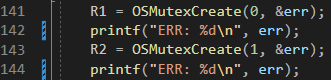 141 R1 = OSMutexCreate(0, &err);
142 printf("ERR: %d\n", err);
143 R2 = OSMutexCreate(1, &err);
144 printf("ERR: %d\n", err);